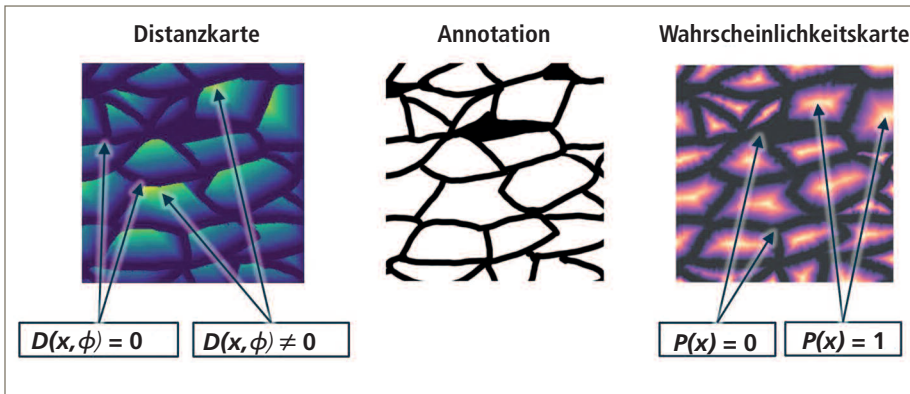 Distanzkarte
Annotation
Wahrscheinlichkeitskarte
D(x,ϕ) = 0
D(x,ϕ) ≠ 0
P(x) = 0
P(x) = 1